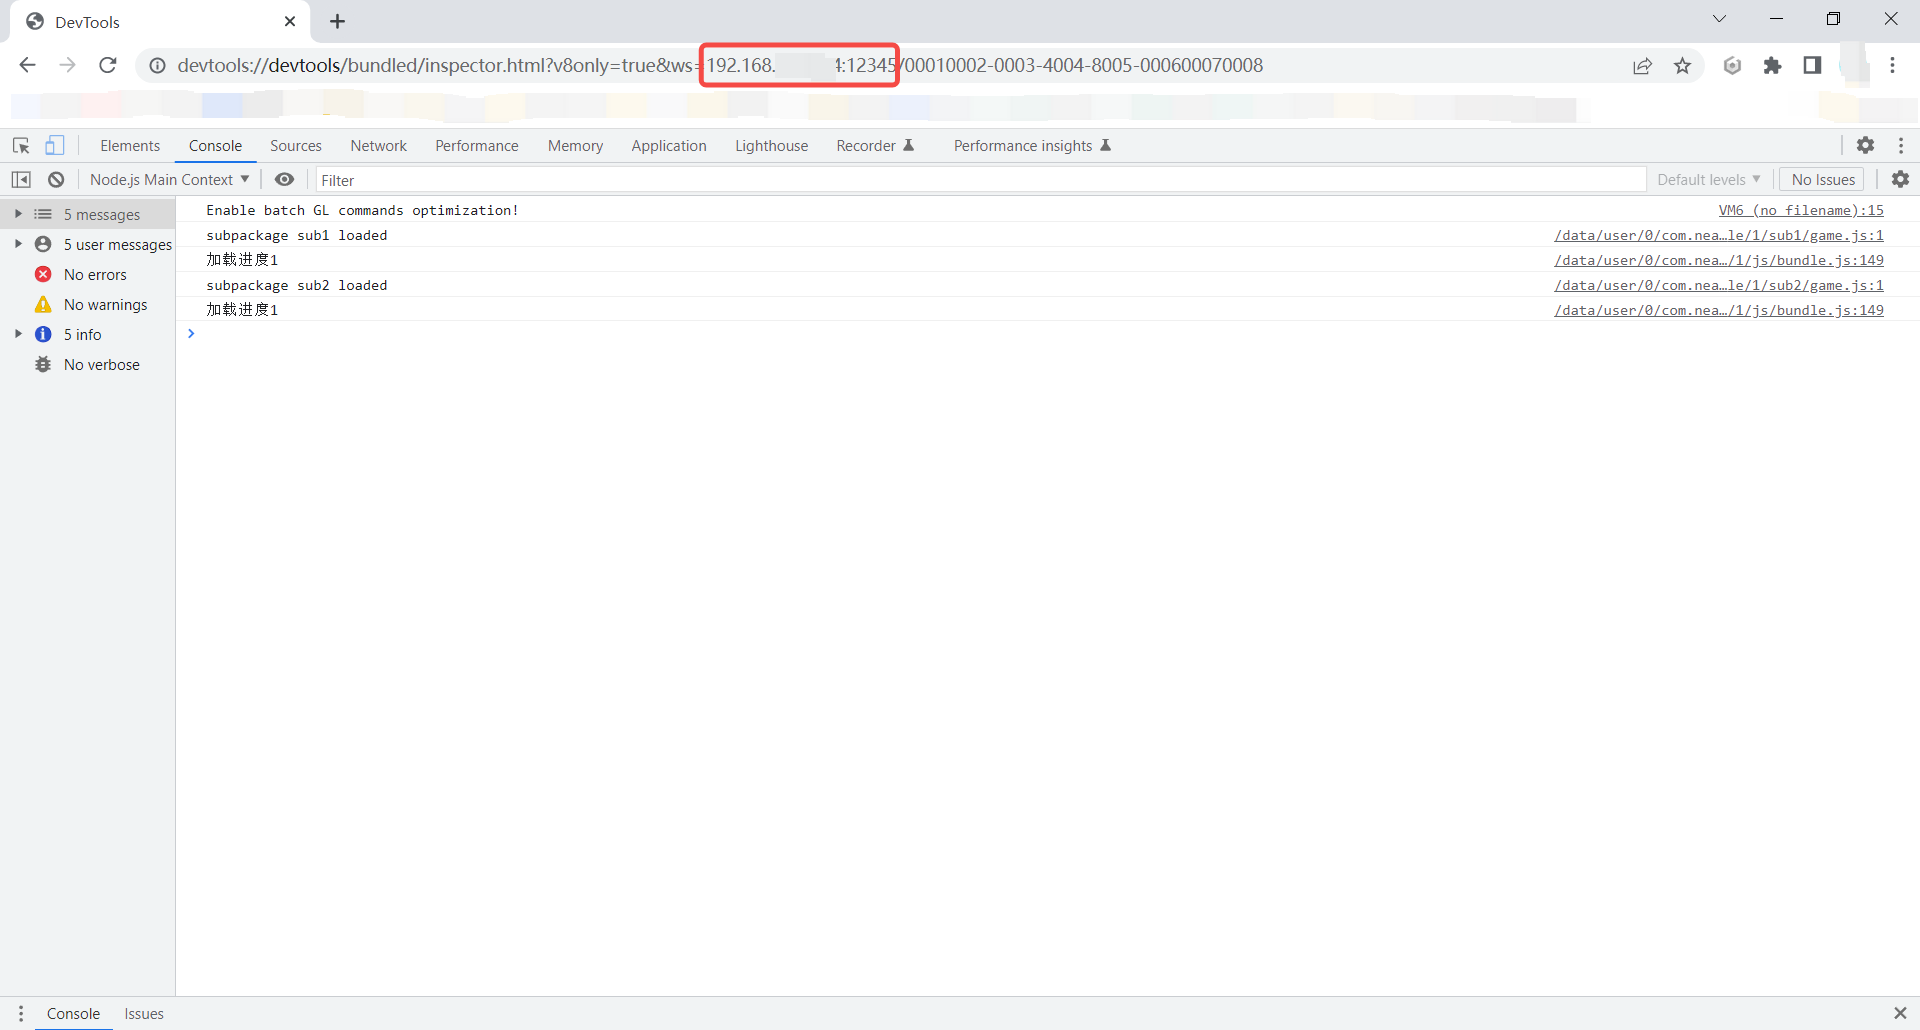 DevTools
devtools://devtools/bundled/inspector.html?v8only=true&ws=192.168. 4:12345/00010002-0003-4004-8005-000600070008
Elements Console Sources Network Performance Memory Application Lighthouse Recorder Performance insights
Node.js Main Context Filter Default levels No Issues
5 messages
5 user messages
No errors
No warnings
5 info
No verbose
Enable batch GL commands optimization! VM6 (no filename):15
subpackage sub1 loaded /data/user/0/com.nea…le/1/sub1/game.js:1
加载进度1 /data/user/0/com.nea…/1/js/bundle.js:149
subpackage sub2 loaded /data/user/0/com.nea…le/1/sub2/game.js:1
加载进度1 /data/user/0/com.nea…/1/js/bundle.js:149
Console Issues